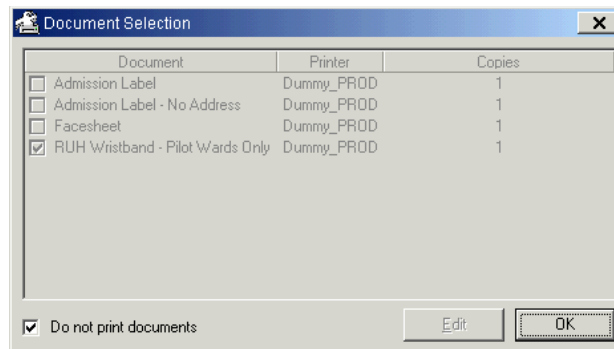 Document Selection
Document Printer Copies
Admission Label Dummy_PROD 1
Admission Label - No Address Dummy_PROD 1
Facesheet Dummy_PROD 1
RUH Wristband - Pilot Wards Only Dummy_PROD 1
Do not print documents Edit OK